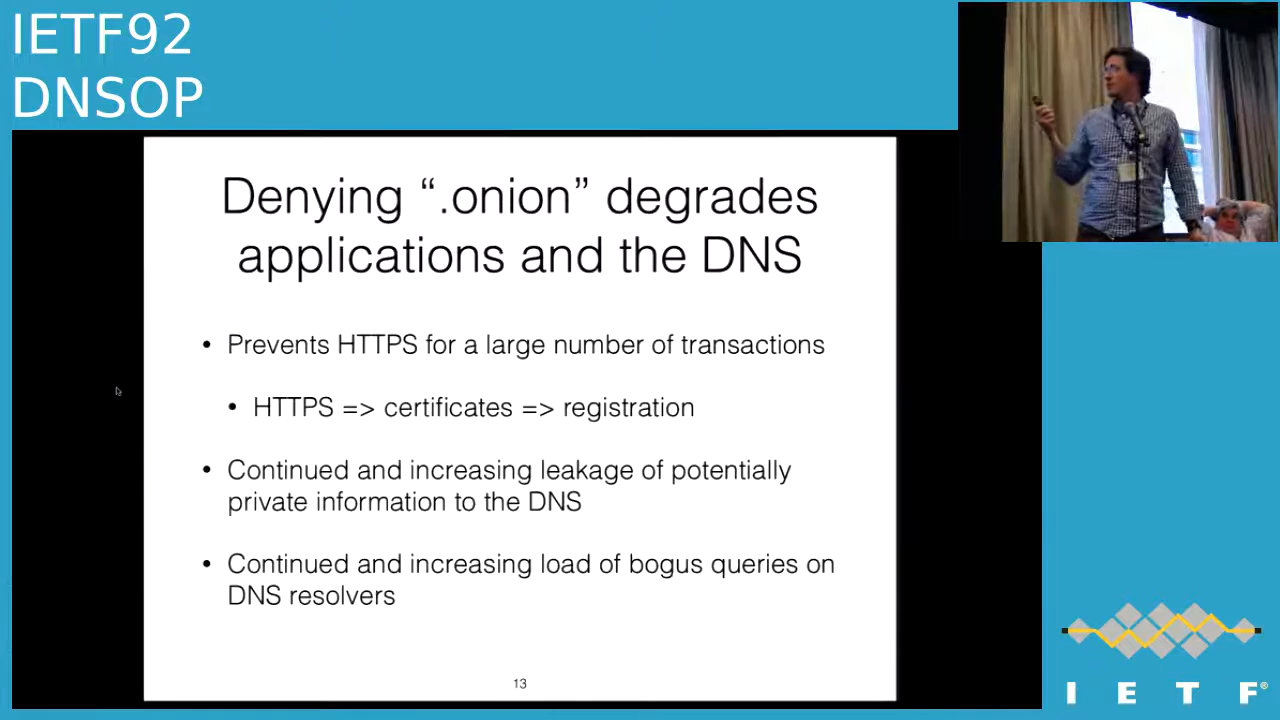 IETF92
DNSOP
Denying “.onion” degrades
applications and the DNS
• Prevents HTTPS for a large number of transactions
• HTTPS => certificates => registration
• Continued and increasing leakage of potentially
private information to the DNS
• Continued and increasing load of bogus queries on
DNS resolvers
13
I E T F®